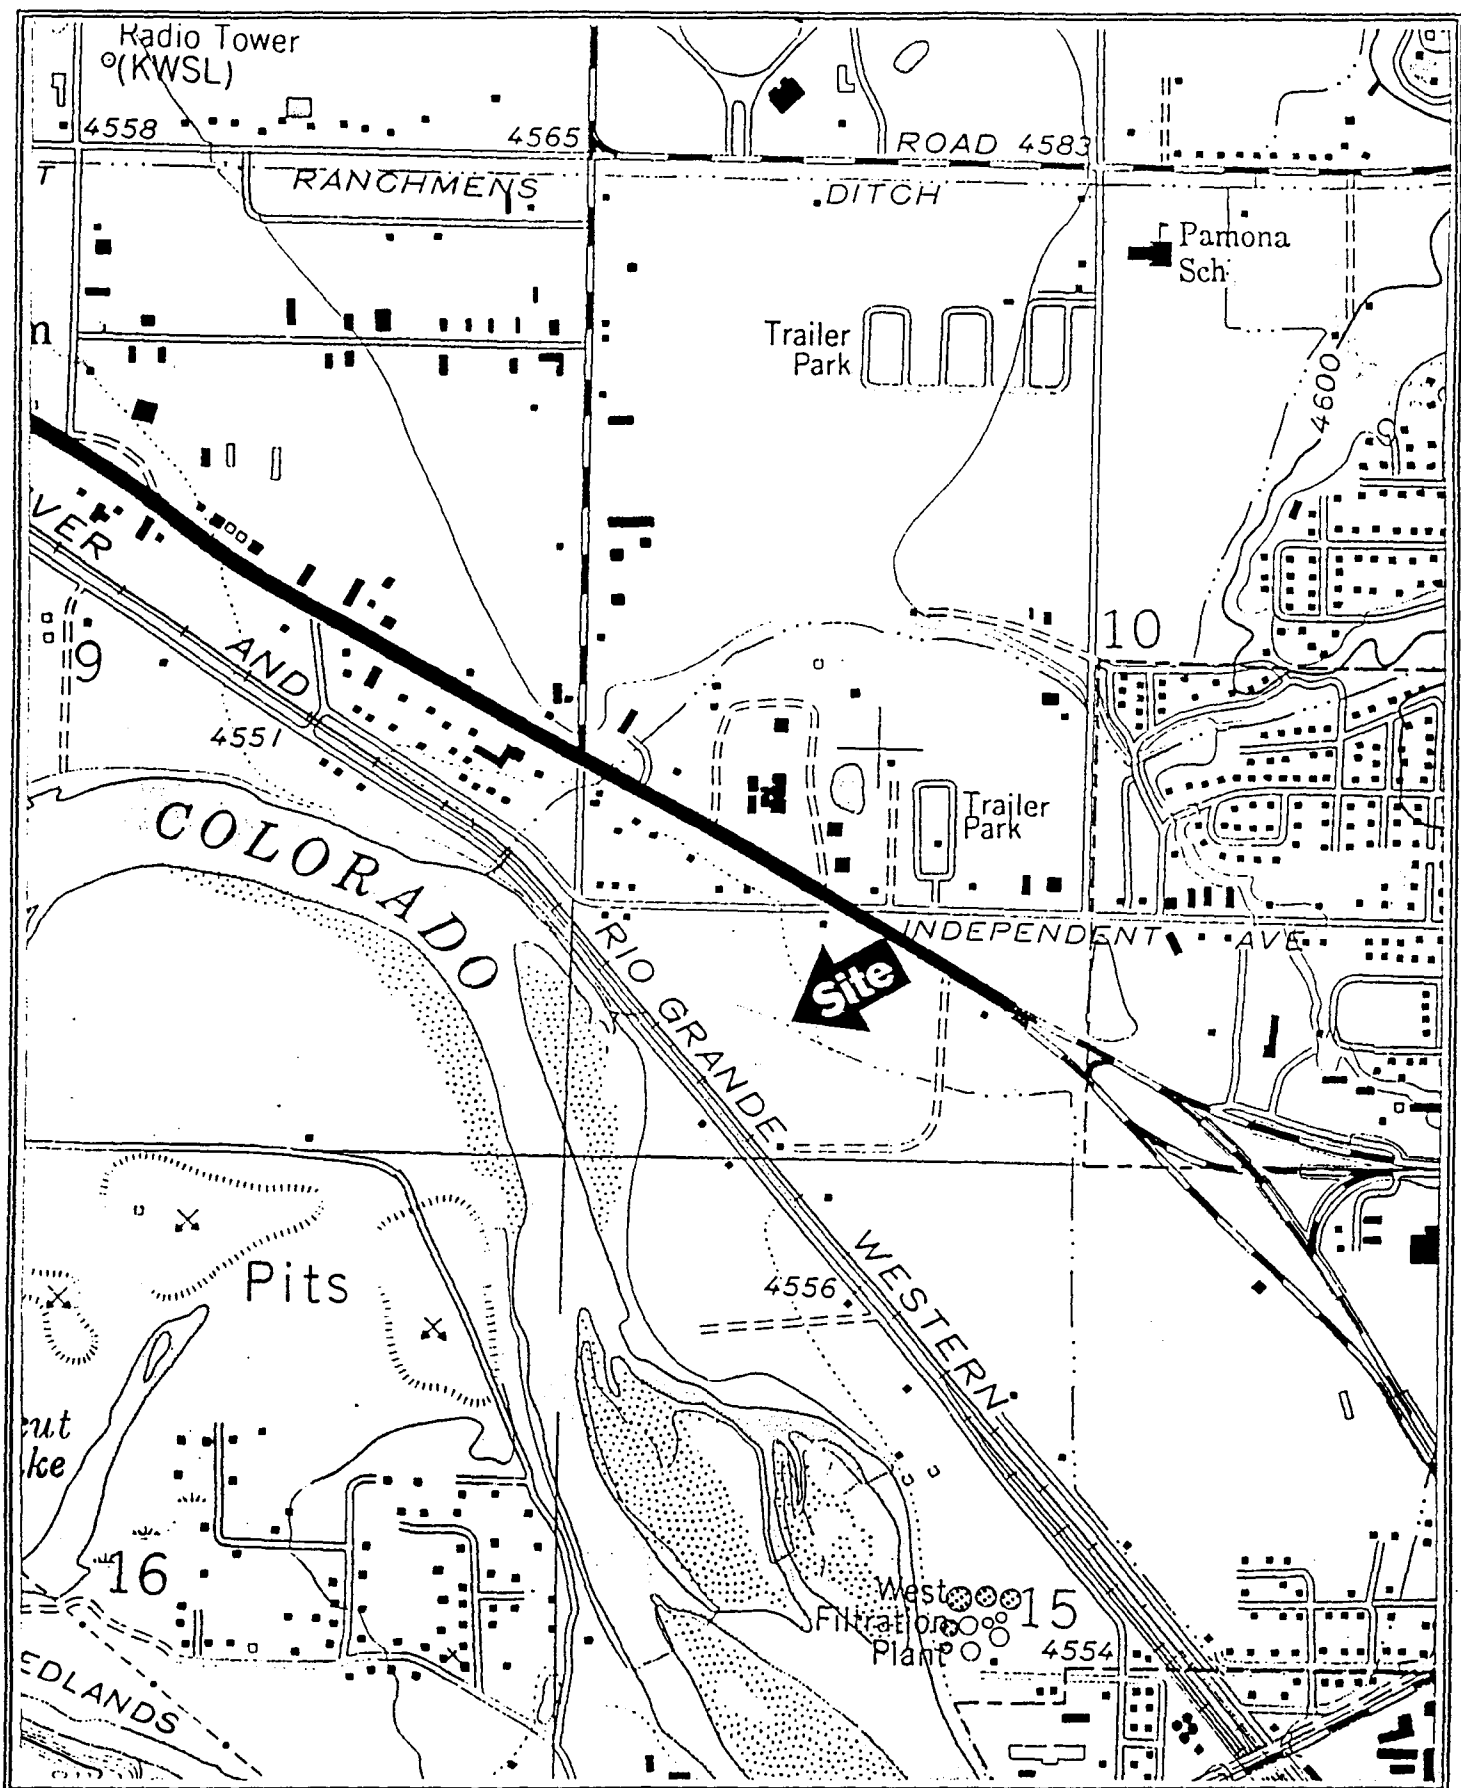 Radio Tower
(KWSL)
4558
4565
ROAD 4583
T
RANCHMENS
DITCH
Pamona
Sch
Trailer
Park
4600
VER
AND
10
9
4551
COLORADO
Trailer
Park
RIO GRANDE
INDEPENDENT AVE
Site
Pits
4556
WESTERN
cut
ke
16
West
Filtration
Plant
15
4554
EDLANDS